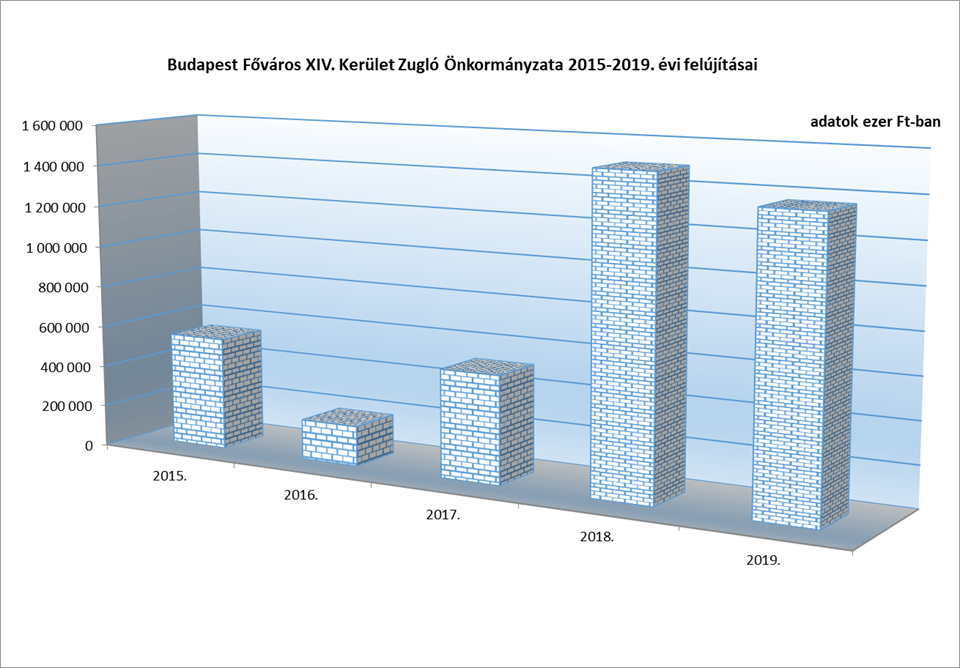 Budapest Főváros XIV. Kerület Zugló Önkormányzata 2015-2019. évi felújításai
adatok ezer Ft-ban
1 600 000
1 400 000
1 200 000
1 000 000
800 000
600 000
400 000
200 000
0
2015.
2016.
2017.
2018.
2019.